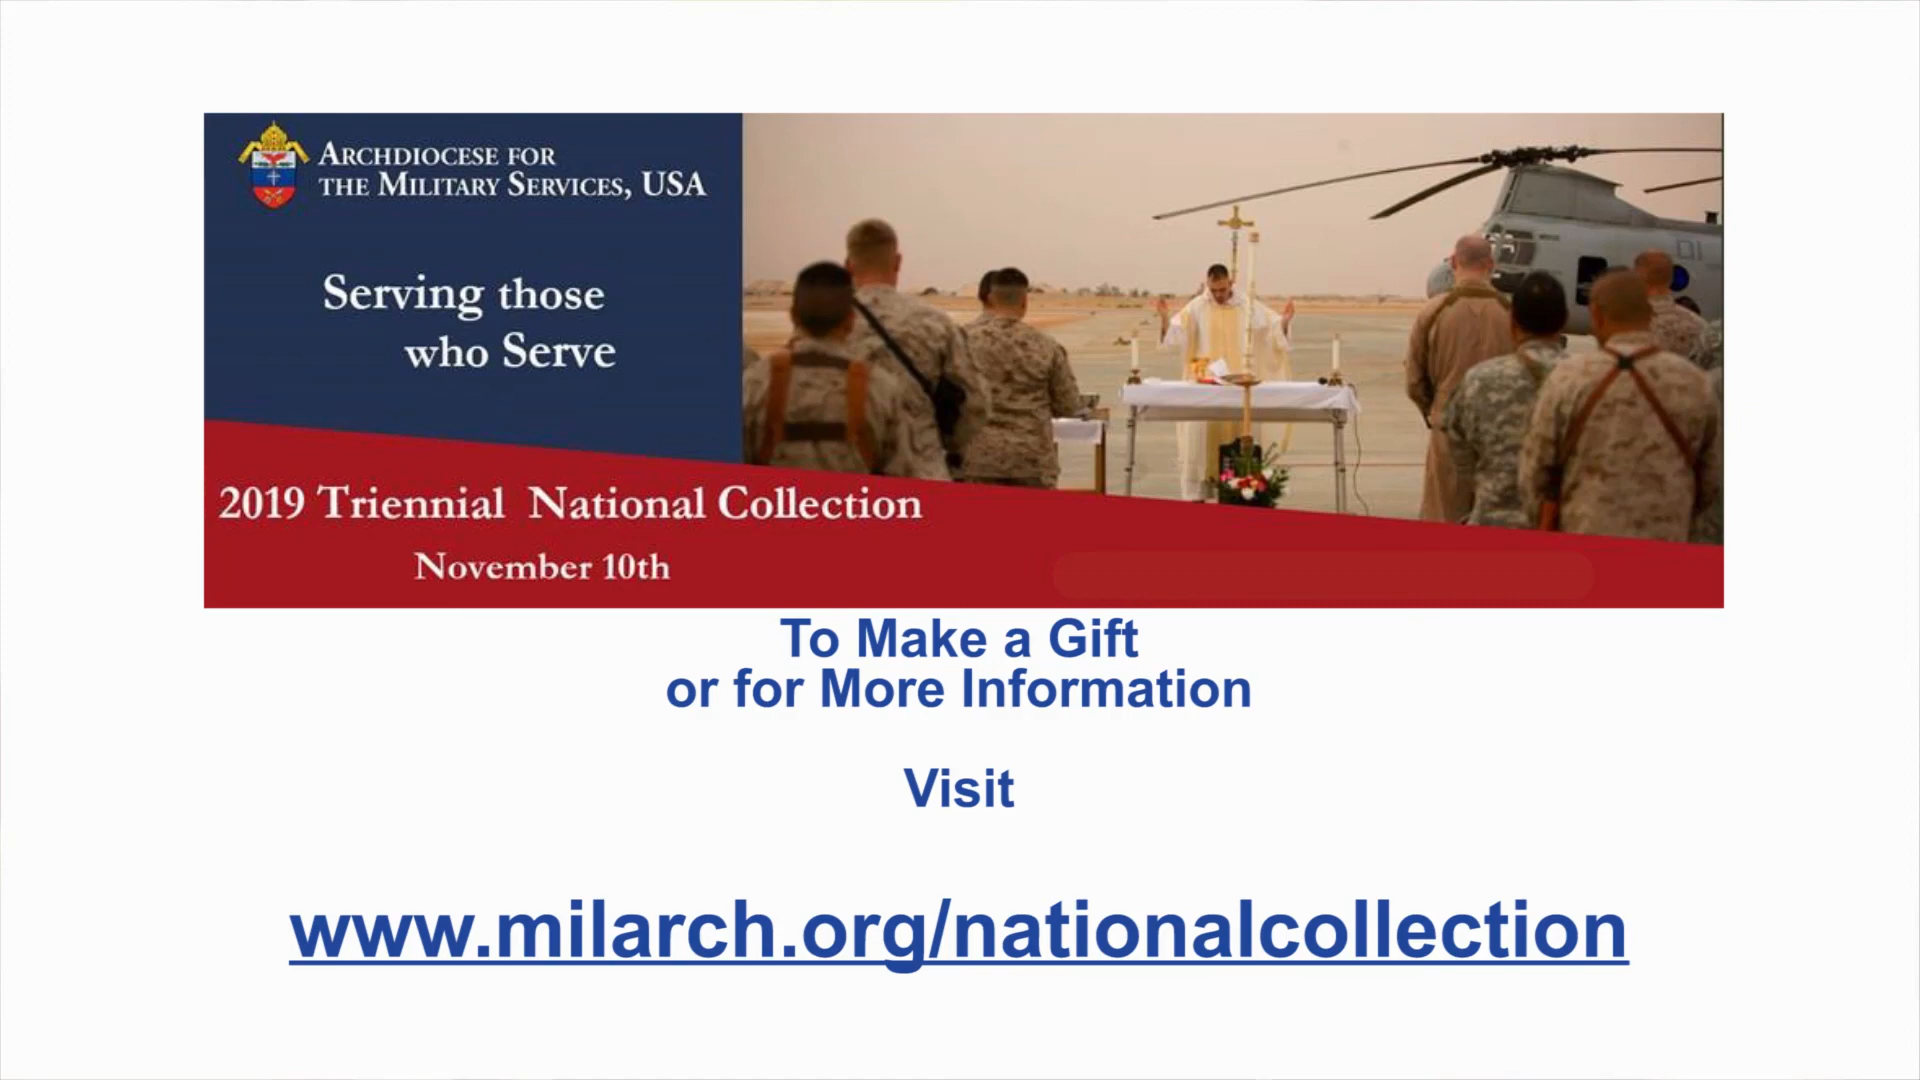 ARCHDIOCESE FOR
THE MILITARY SERVICES, USA
Serving those
who Serve
2019 Triennial National Collection
November 10th
To Make a Gift
or for More Information
Visit
www.milarch.org/nationalcollection